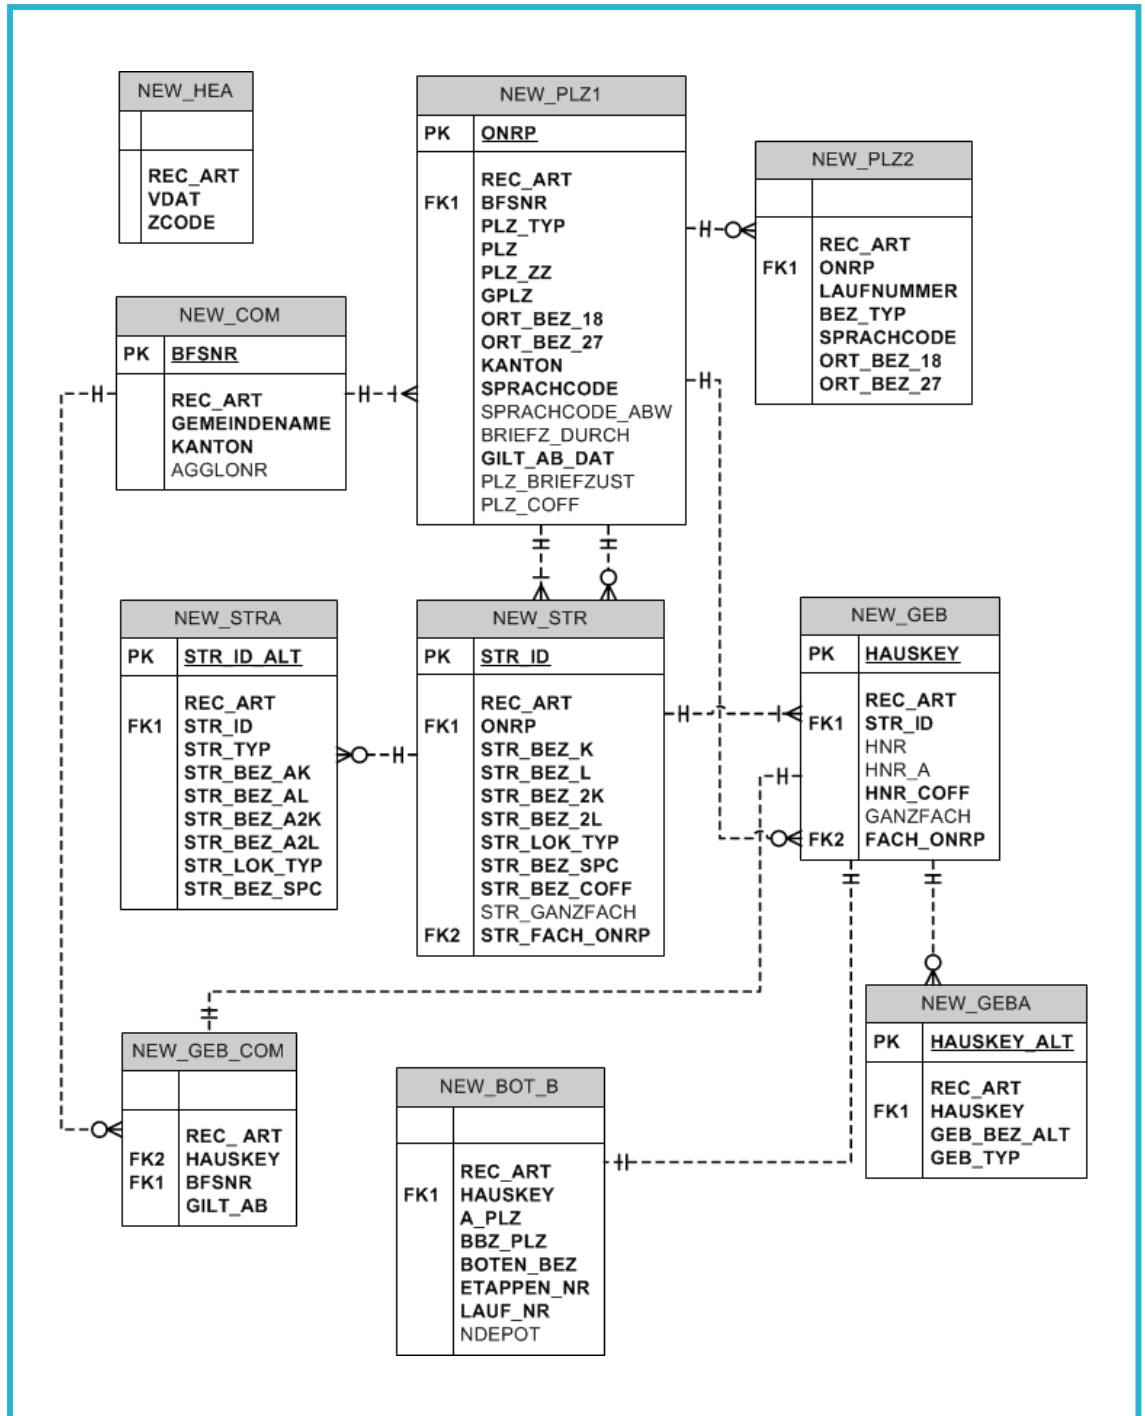 NEW_HEA
REC_ART
VDAT
ZCODE
NEW_PLZ1
PK ONRP
REC_ART
FK1 BFSNR
PLZ_TYP
PLZ
PLZ_ZZ
GPLZ
ORT_BEZ_18
ORT_BEZ_27
KANTON
SPRACHCODE
SPRACHCODE_ABW
BRIEFZ_DURCH
GILT_AB_DAT
PLZ_BRIEFZUST
PLZ_COFF
NEW_PLZ2
REC_ART
FK1 ONRP
LAUFNUMMER
BEZ_TYP
SPRACHCODE
ORT_BEZ_18
ORT_BEZ_27
NEW_COM
PK BFSNR
REC_ART
GEMEINDENAME
KANTON
AGGLONR
NEW_STRA
PK STR_ID_ALT
REC_ART
FK1 STR_ID
STR_TYP
STR_BEZ_AK
STR_BEZ_AL
STR_BEZ_A2K
STR_BEZ_A2L
STR_LOK_TYP
STR_BEZ_SPC
NEW_STR
PK STR_ID
REC_ART
FK1 ONRP
STR_BEZ_K
STR_BEZ_L
STR_BEZ_2K
STR_BEZ_2L
STR_LOK_TYP
STR_BEZ_SPC
STR_BEZ_COFF
STR_GANZFACH
FK2 STR_FACH_ONRP
NEW_GEB
PK HAUSKEY
REC_ART
FK1 STR_ID
HNR
HNR_A
HNR_COFF
GANZFACH
FK2 FACH_ONRP
NEW_GEB_COM
REC_ ART
FK2 HAUSKEY
FK1 BFSNR
GILT_AB
NEW_BOT_B
REC_ART
FK1 HAUSKEY
A_PLZ
BBZ_PLZ
BOTEN_BEZ
ETAPPEN_NR
LAUF_NR
NDEPOT
NEW_GEBA
PK HAUSKEY_ALT
REC_ART
FK1 HAUSKEY
GEB_BEZ_ALT
GEB_TYP